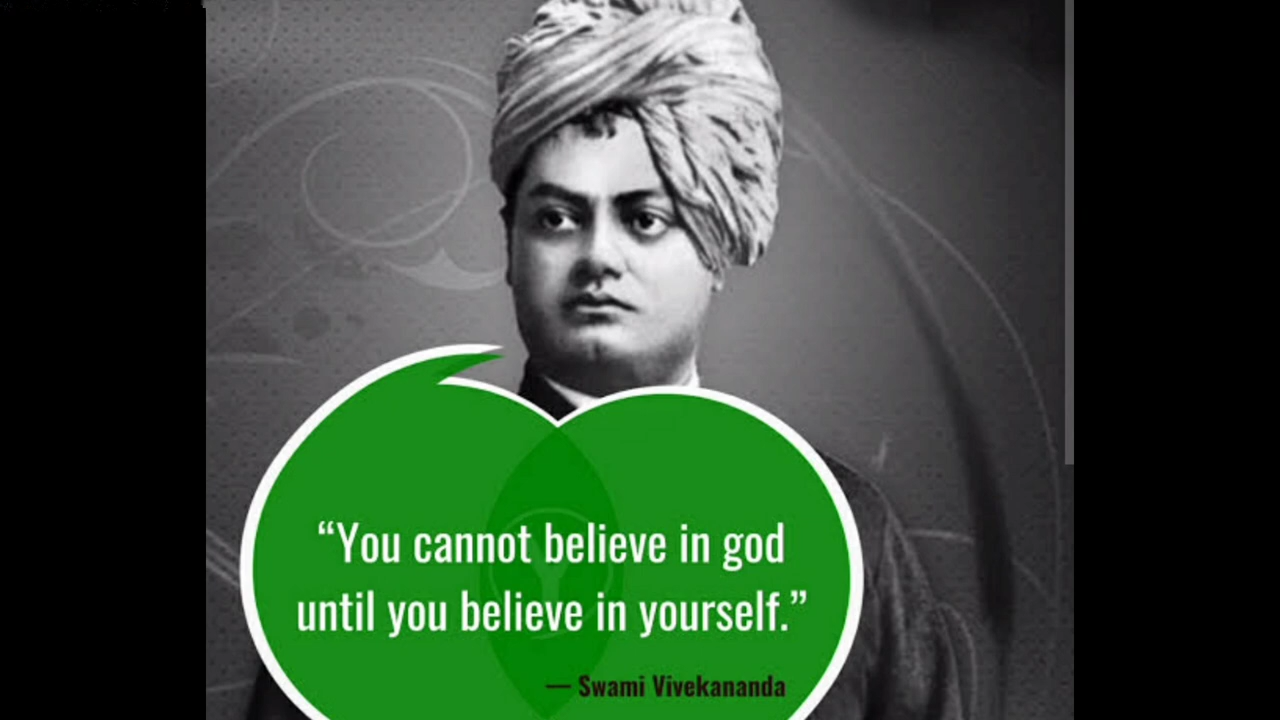 “You cannot believe in god
until you believe in yourself.”
— Swami Vivekananda